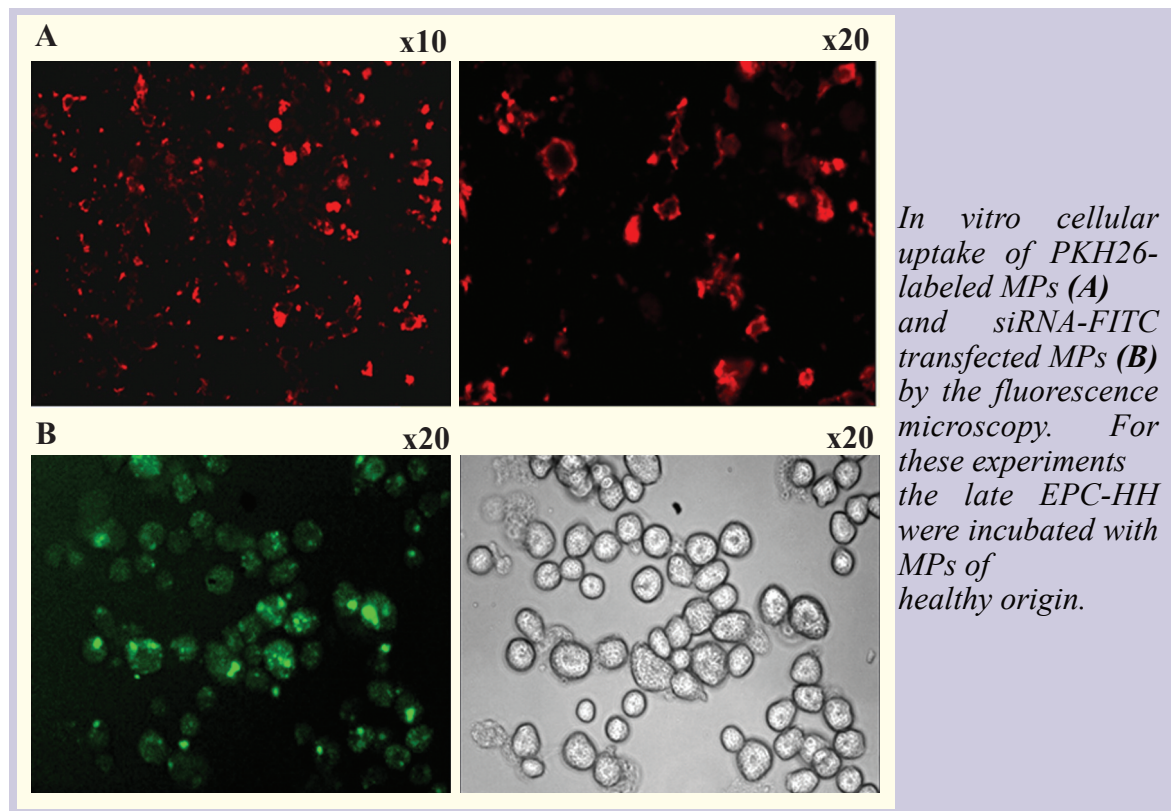 A
x10
x20
B
x20
x20
In vitro cellular
uptake of PKH26-
labeled MPs (A)
and siRNA-FITC
transfected MPs (B)
by the fluorescence
microscopy. For
these experiments
the late EPC-HH
were incubated with
MPs of
healthy origin.